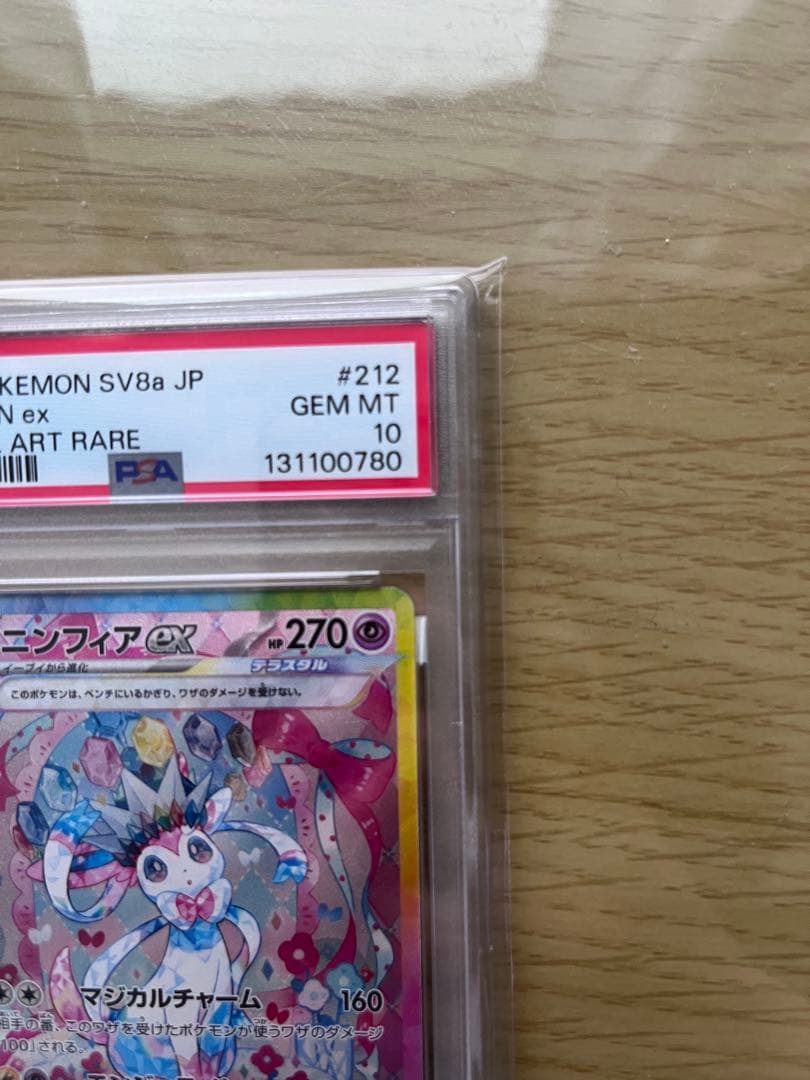 KEMON SV8a JP #212
N ex GEM MT
ART RARE 10
PSA 131100780
ニンフィアex HP270
イーブイから進化 テラスタル
このポケモンは、ベンチにいるかぎり、ワザのダメージを受けない。
マジカルチャーム 160
相手の番、このワザを受けたポケモンが使うワザのダメージ
100」される。